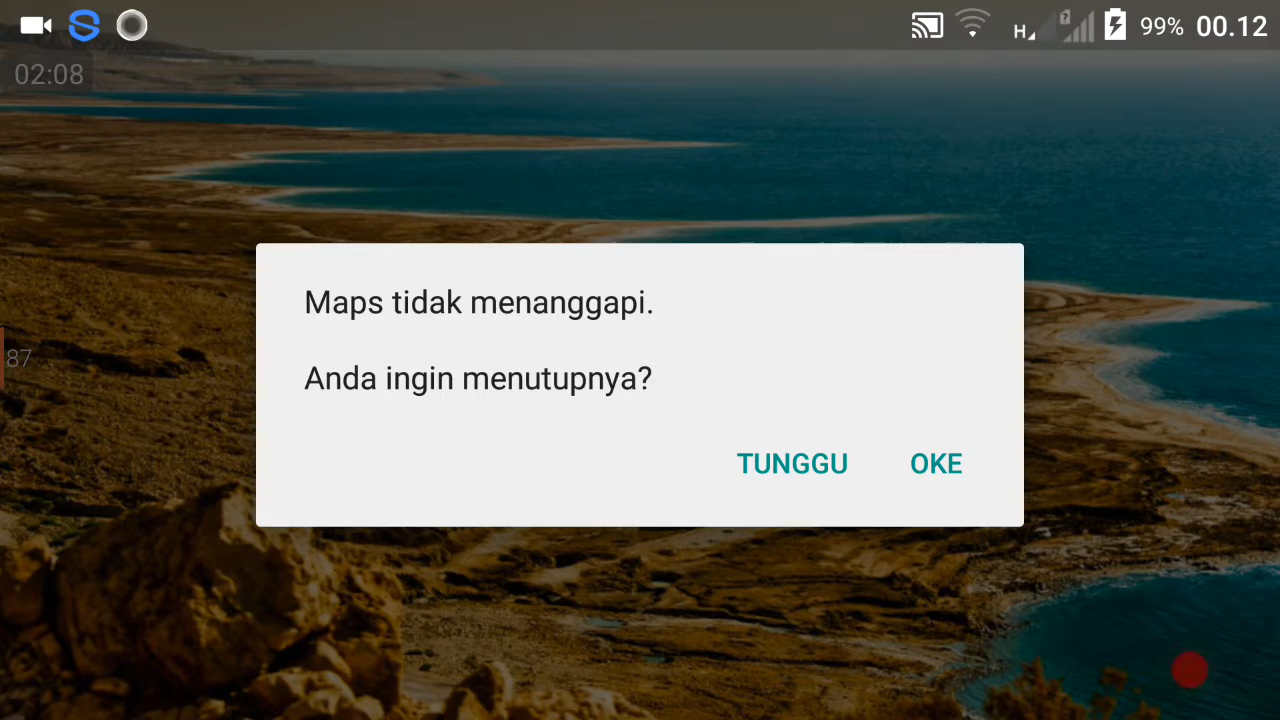 H
?
99% 00.12
02:08
Maps tidak menanggapi.
87
Anda ingin menutupnya?
TUNGGU OKE